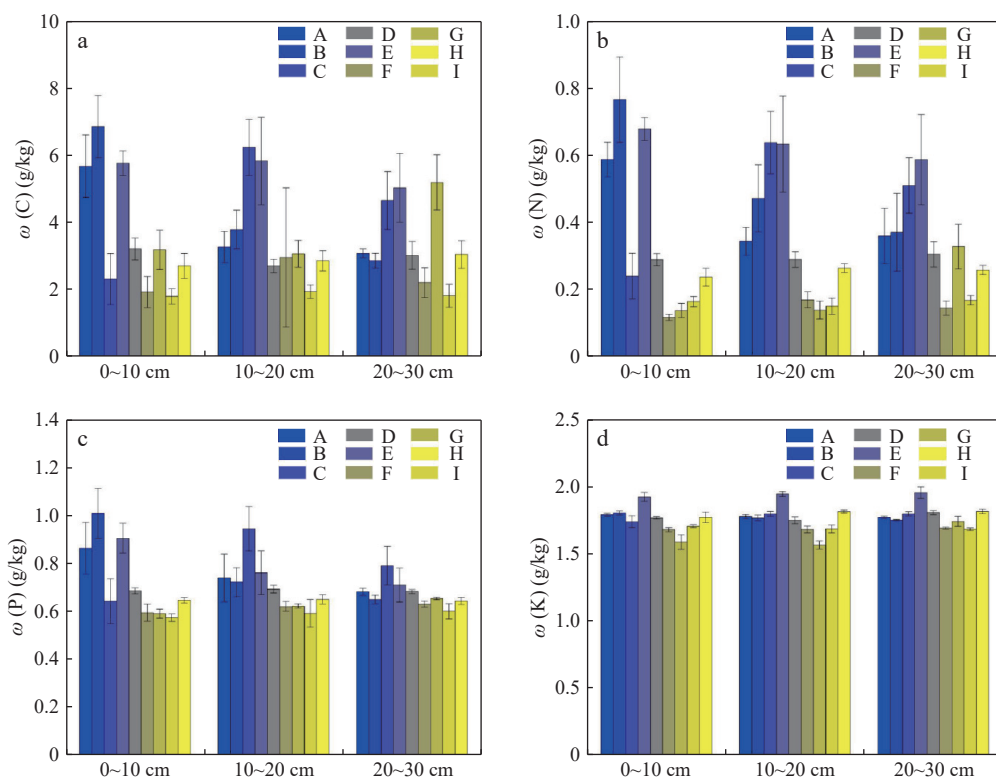 a
A D G
B E H
C F I
ω (C) (g/kg)
10
8
6
4
2
0
0~10 cm 10~20 cm 20~30 cm
b
A D G
B E H
C F I
ω (N) (g/kg)
1.0
0.8
0.6
0.4
0.2
0
0~10 cm 10~20 cm 20~30 cm
c
A D G
B E H
C F I
ω (P) (g/kg)
1.4
1.2
1.0
0.8
0.6
0.4
0.2
0
0~10 cm 10~20 cm 20~30 cm
d
A D G
B E H
C F I
ω (K) (g/kg)
2.5
2.0
1.5
1.0
0.5
0
0~10 cm 10~20 cm 20~30 cm